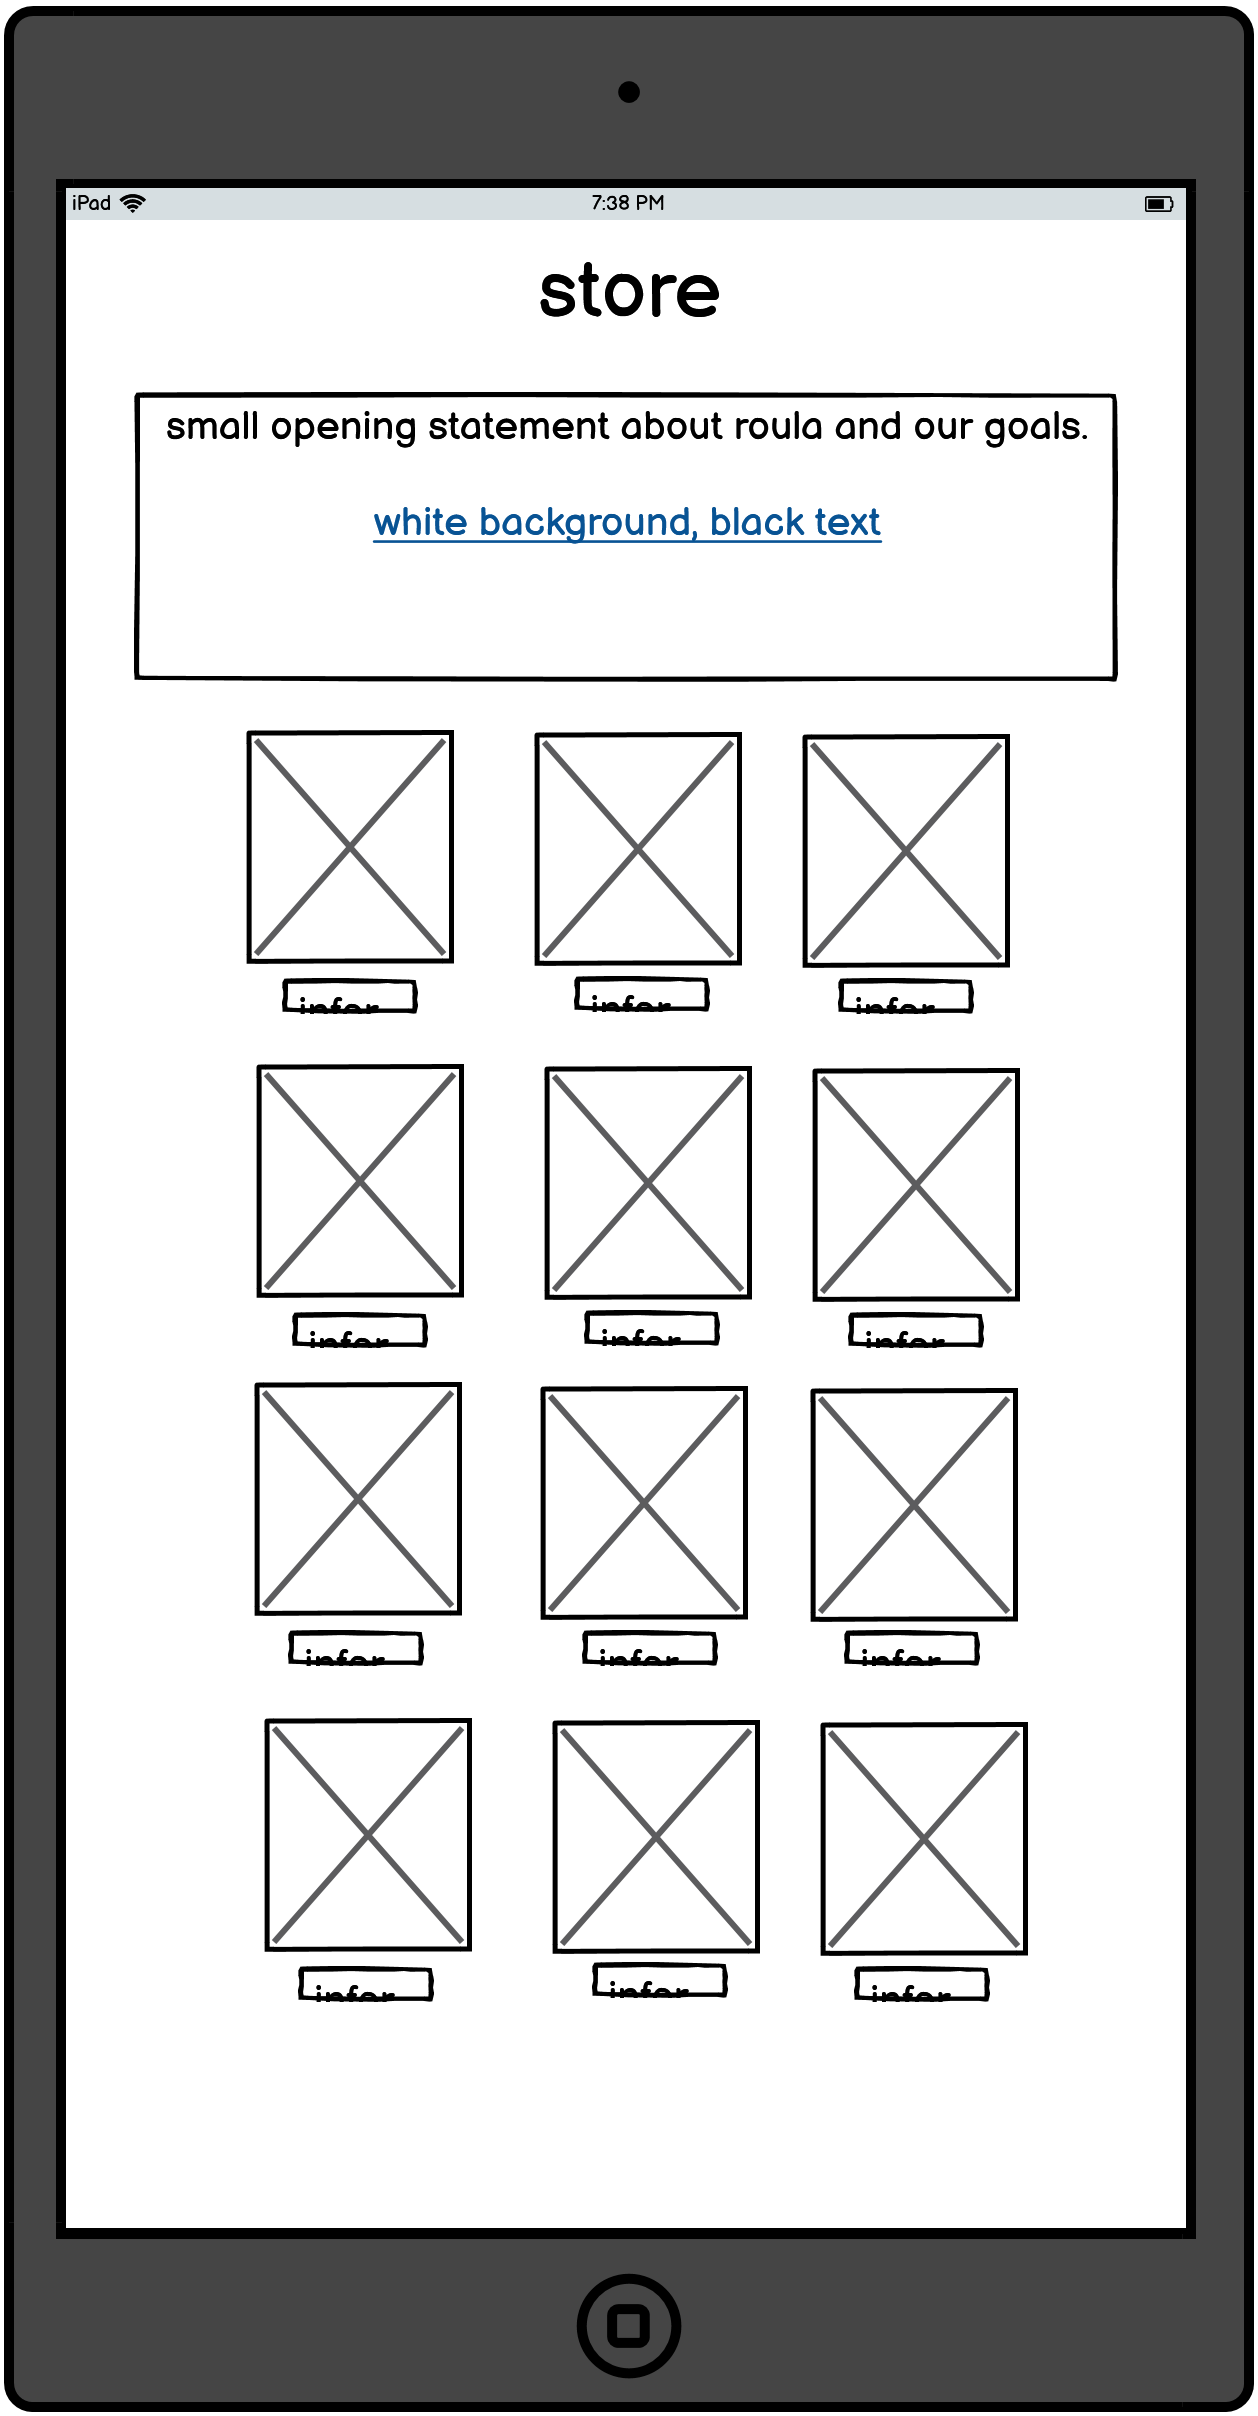 iPad 7:38 PM
store
small opening statement about roula and our goals.
white background, black text
infor infor infor
infor infor infor
infor infor infor
infor infor infor